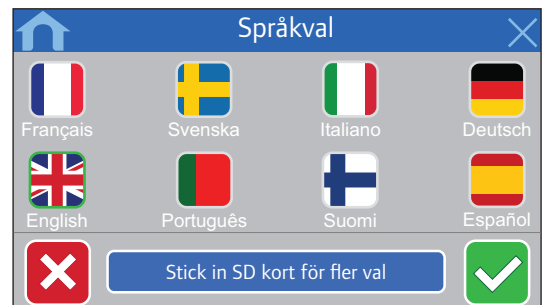 Språkval
Français Svenska Italiano Deutsch
English Português Suomi Español
Stick in SD kort för fler val